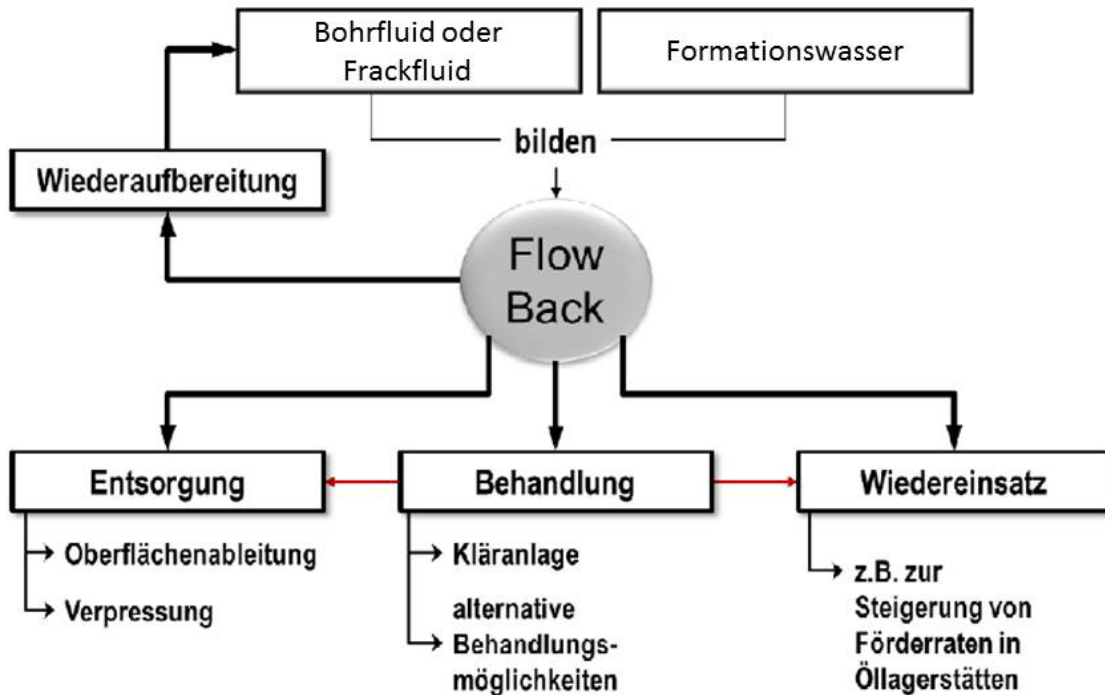 Bohrfluid oder
Frackfluid
Formationswasser
bilden
Wiederaufbereitung
Flow
Back
Entsorgung
Oberflächenableitung
Verpressung
Behandlung
Kläranlage
alternative
Behandlungs-
möglichkeiten
Wiedereinsatz
z.B. zur
Steigerung von
Förderraten in
Öllagerstätten